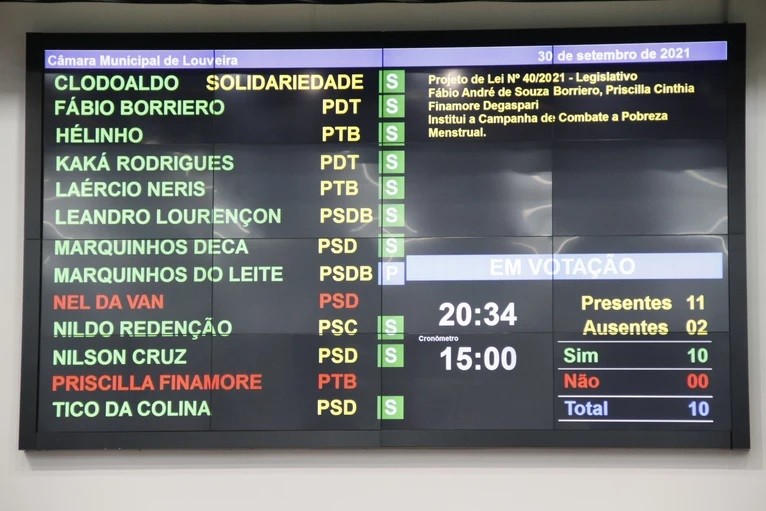 Câmara Municipal de Louveira 30 de setembro de 2021
CLODOALDO SOLIDARIEDADE S
FÁBIO BORRIERO PDT S
HÉLINHO PTB S
KAKÁ RODRIGUES PDT S
LAÉRCIO NERIS PTB S
LEANDRO LOURENÇON PSDB S
MARQUINHOS DECA PSD S
MARQUINHOS DO LEITE PSDB P
NEL DA VAN PSD
NILDO REDENÇÃO PSC S
NILSON CRUZ PSD S
PRISCILLA FINAMORE PTB
TICO DA COLINA PSD S
Projeto de Lei Nº 40/2021 - Legislativo
Fábio André de Souza Borriero, Priscilla Cinthia
Finamore Degaspari
Institui a Campanha de Combate a Pobreza
Menstrual.
EM VOTAÇÃO
20:34
Cronômetro
15:00
Presentes 11
Ausentes 02
Sim 10
Não 00
Total 10